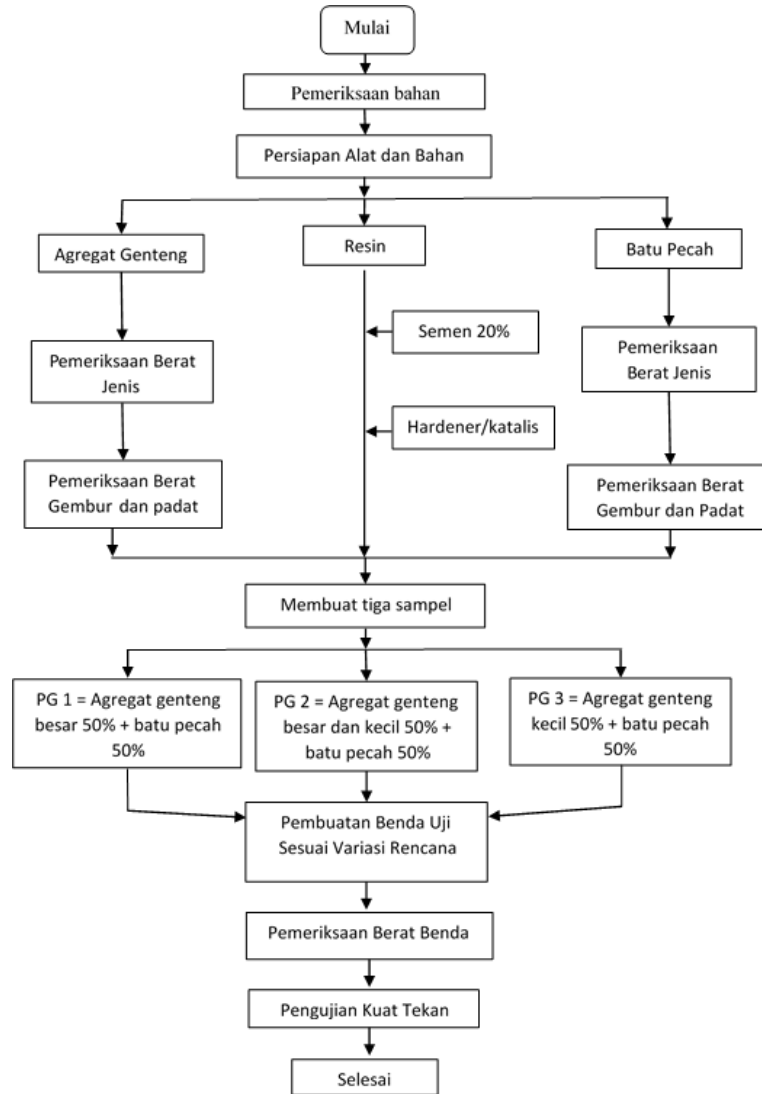 Mulai
Pemeriksaan bahan
Persiapan Alat dan Bahan
Agregat Genteng
Resin
Batu Pecah
Semen 20%
Pemeriksaan Berat
Jenis
Pemeriksaan
Berat Jenis
Hardener/katalis
Pemeriksaan Berat
Gembur dan padat
Pemeriksaan Berat
Gembur dan Padat
Membuat tiga sampel
PG 1 = Agregat genteng
besar 50% + batu pecah
50%
PG 2 = Agregat genteng
besar dan kecil 50% +
batu pecah 50%
PG 3 = Agregat genteng
kecil 50% + batu pecah
50%
Pembuatan Benda Uji
Sesuai Variasi Rencana
Pemeriksaan Berat Benda
Pengujian Kuat Tekan
Selesai